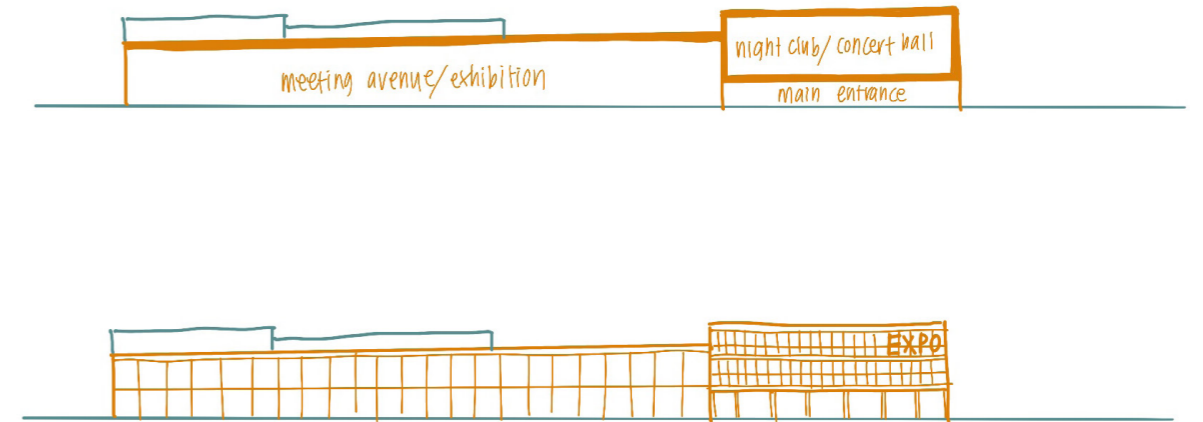 night club/concert hall
meeting avenue/exhibition
main entrance
EXPO